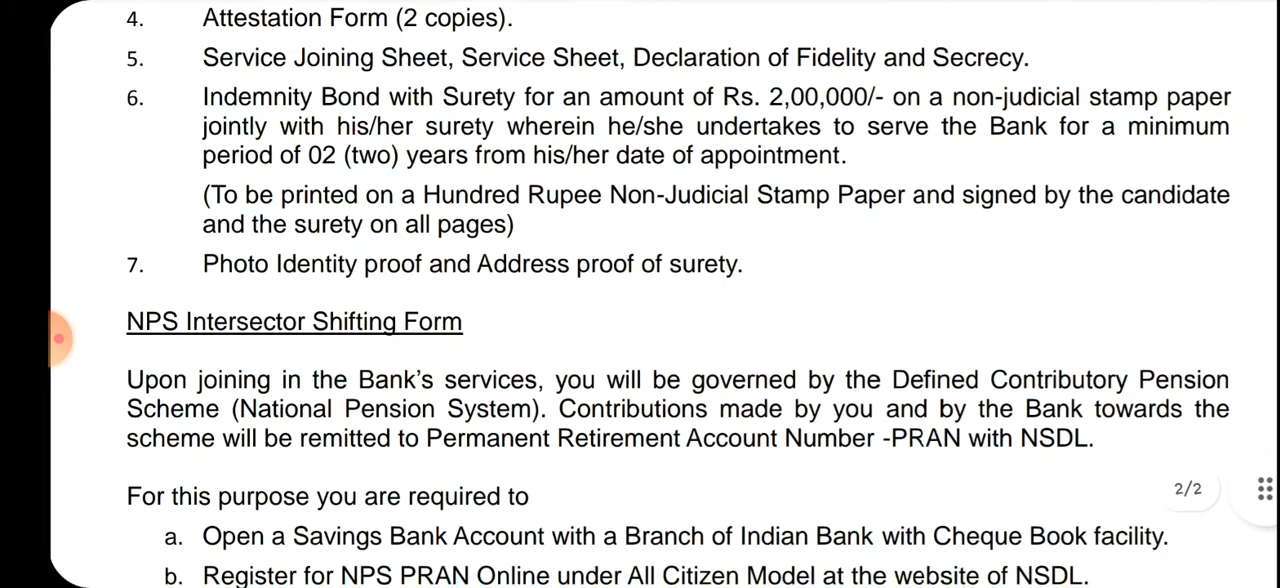 4. Attestation Form (2 copies).
5. Service Joining Sheet, Service Sheet, Declaration of Fidelity and Secrecy.
6. Indemnity Bond with Surety for an amount of Rs. 2,00,000/- on a non-judicial stamp paper
jointly with his/her surety wherein he/she undertakes to serve the Bank for a minimum
period of 02 (two) years from his/her date of appointment.
(To be printed on a Hundred Rupee Non-Judicial Stamp Paper and signed by the candidate
and the surety on all pages)
7. Photo Identity proof and Address proof of surety.
NPS Intersector Shifting Form
Upon joining in the Bank's services, you will be governed by the Defined Contributory Pension
Scheme (National Pension System). Contributions made by you and by the Bank towards the
scheme will be remitted to Permanent Retirement Account Number -PRAN with NSDL.
For this purpose you are required to
2/2
a. Open a Savings Bank Account with a Branch of Indian Bank with Cheque Book facility.
b. Register for NPS PRAN Online under All Citizen Model at the website of NSDL.